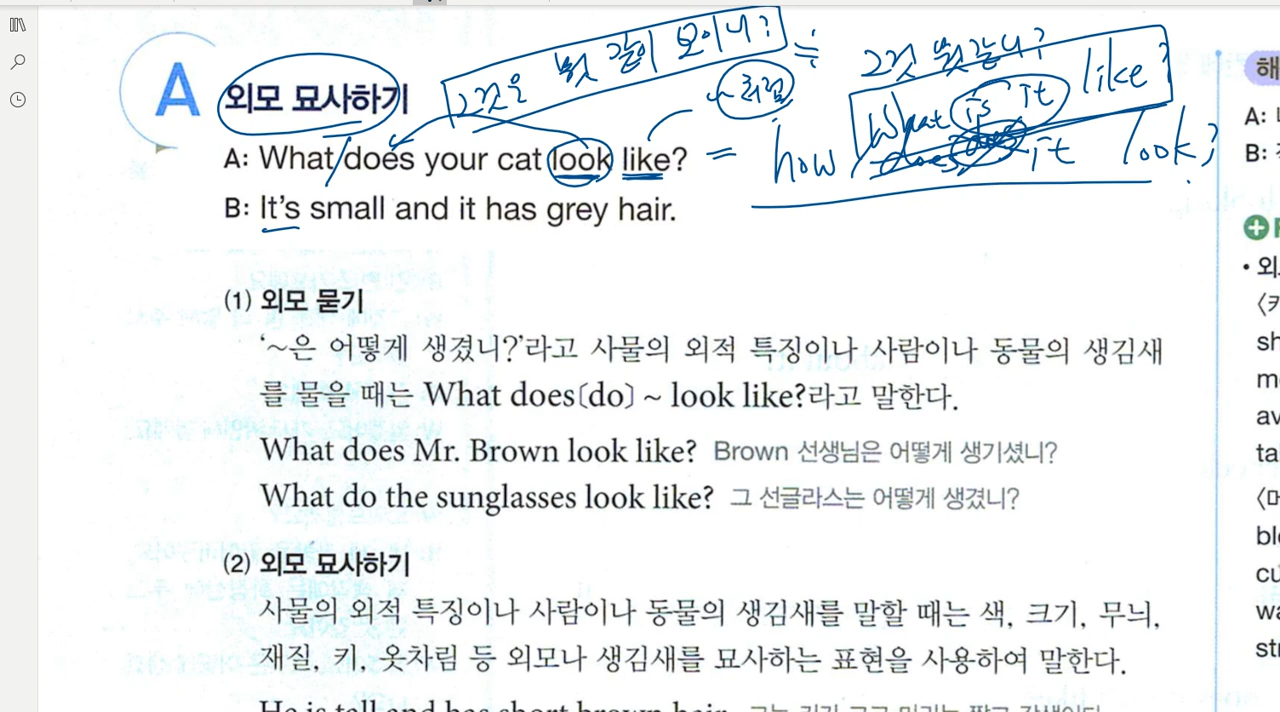 그것은 뭣 같이 보이니? ≒ 그것 뭣같니?
A 외모 묘사하기 ~처럼 What is it like?
A: What does your cat look like? = how does it look?
B: It's small and it has grey hair.
(1) 외모 묻기
‘~은 어떻게 생겼니?’라고 사물의 외적 특징이나 사람이나 동물의 생김새
를 물을 때는 What does(do) ~ look like?라고 말한다.
What does Mr. Brown look like? Brown 선생님은 어떻게 생기셨니?
What do the sunglasses look like? 그 선글라스는 어떻게 생겼니?
(2) 외모 묘사하기
사물의 외적 특징이나 사람이나 동물의 생김새를 말할 때는 색, 크기, 무늬,
재질, 키, 옷차림 등 외모나 생김새를 묘사하는 표현을 사용하여 말한다.
He is tall and has short brown hair.
해
A:
B:
• 외
sh
av
ta
bl
wa
str